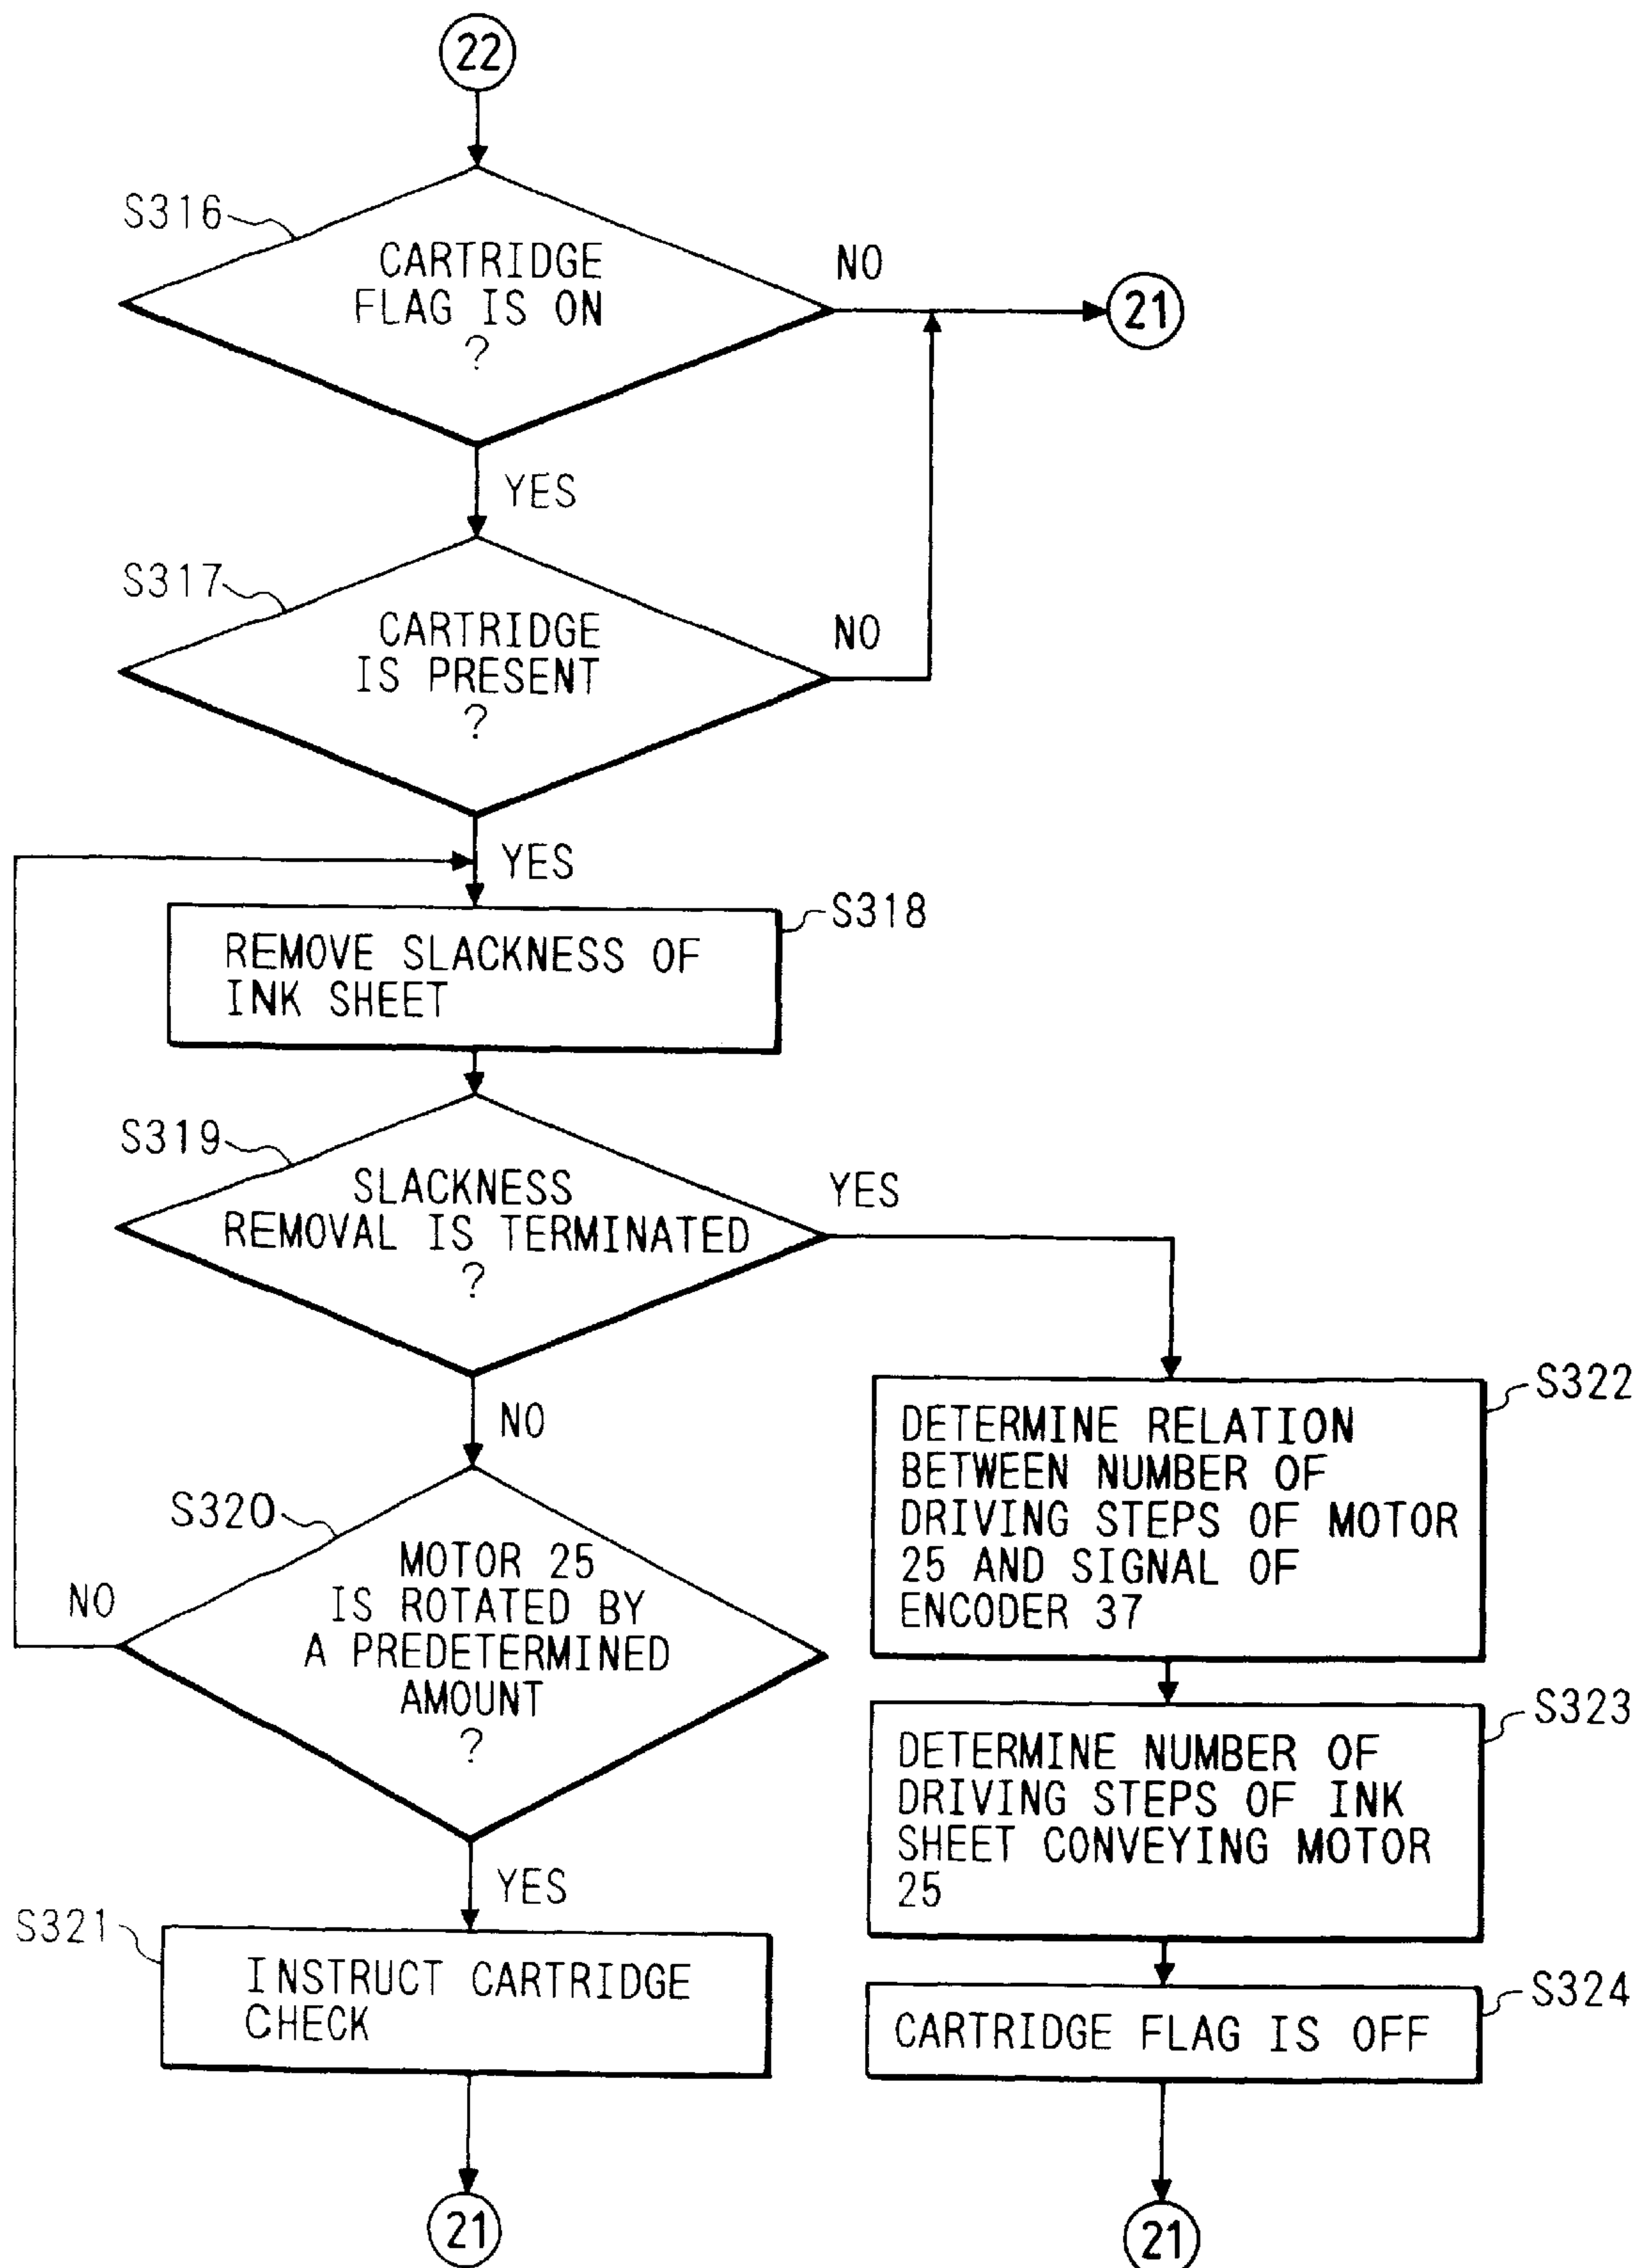 22
S316
CARTRIDGE
FLAG IS ON
?
NO
21
YES
S317
CARTRIDGE
IS PRESENT
?
NO
YES
S318
REMOVE SLACKNESS OF
INK SHEET
S319
SLACKNESS
REMOVAL IS TERMINATED
?
YES
NO
S320
MOTOR 25
IS ROTATED BY
A PREDETERMINED
AMOUNT
?
NO
YES
S321
INSTRUCT CARTRIDGE
CHECK
21
S322
DETERMINE RELATION
BETWEEN NUMBER OF
DRIVING STEPS OF MOTOR
25 AND SIGNAL OF
ENCODER 37
S323
DETERMINE NUMBER OF
DRIVING STEPS OF INK
SHEET CONVEYING MOTOR
25
S324
CARTRIDGE FLAG IS OFF
21